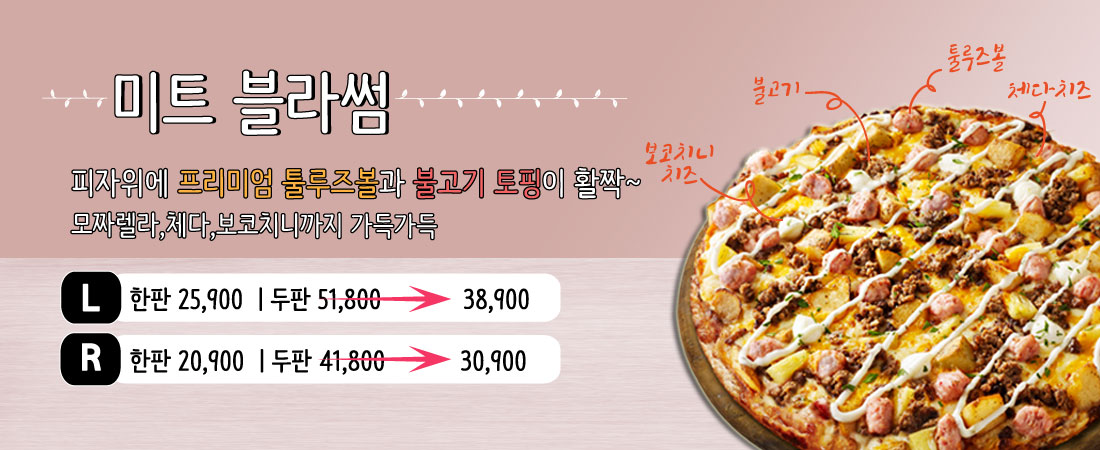 미트 블라썸
피자위에 프리미엄 툴루즈볼과 불고기 토핑이 활짝~
모짜렐라,체다,보코치니까지 가득가득
L 한판 25,900 | 두판 51,800 38,900
R 한판 20,900 | 두판 41,800 30,900
툴루즈볼
불고기
체다치즈
보코치니
치즈